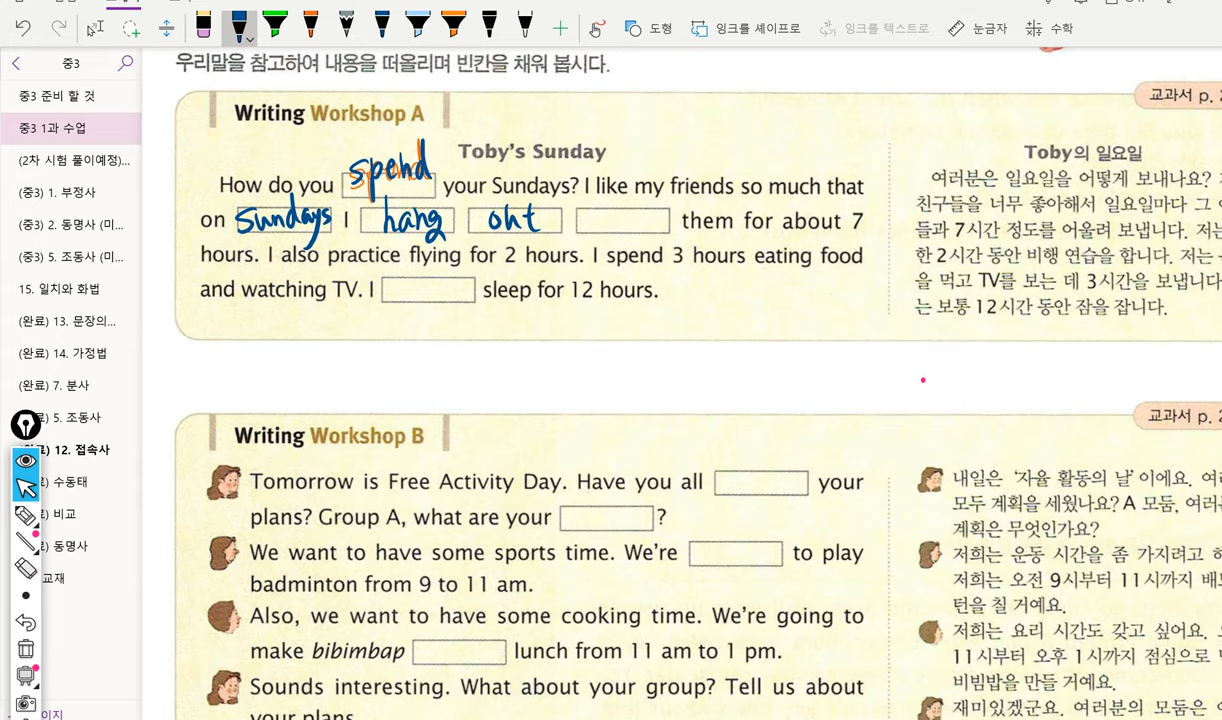 도형
잉크를 셰이프로
잉크를 텍스트로
눈금자
수학
중3
중3 준비 할 것
중3 1과 수업
(2차 시험 풀이예정)...
(중3) 1. 부정사
(중3) 2. 동명사 (미...
(중3) 5. 조동사 (미...
15. 일치와 화법
(완료) 13. 문장의...
(완료) 14. 가정법
(완료) 7. 분사
료) 5. 조동사
료) 12. 접속사
료) 수동태
료) 비교
료) 동명사
교재
이지
우리말을 참고하여 내용을 떠올리며 빈칸을 채워 봅시다.
교과서 p. 2
Writing Workshop A
Toby's Sunday
How do you spend your Sundays? I like my friends so much that
on Sundays I hang out them for about 7
hours. I also practice flying for 2 hours. I spend 3 hours eating food
and watching TV. I sleep for 12 hours.
Toby의 일요일
여러분은 일요일을 어떻게 보내나요?
친구들을 너무 좋아해서 일요일마다 그
들과 7시간 정도를 어울려 보냅니다. 저는
한 2시간 동안 비행 연습을 합니다. 저는
을 먹고 TV를 보는 데 3시간을 보냅니다
는 보통 12시간 동안 잠을 잡니다.
교과서 p. 2
Writing Workshop B
Tomorrow is Free Activity Day. Have you all your
plans? Group A, what are your ?
We want to have some sports time. We're to play
badminton from 9 to 11 am.
Also, we want to have some cooking time. We're going to
make bibimbap lunch from 11 am to 1 pm.
Sounds interesting. What about your group? Tell us about
your plans.
내일은 '자율 활동의 날'이에요. 여러
모두 계획을 세웠나요? A 모둠, 여러분
계획은 무엇인가요?
저희는 운동 시간을 좀 가지려고 하
저희는 오전 9시부터 11시까지 배드
턴을 칠 거예요.
저희는 요리 시간도 갖고 싶어요. 오
11시부터 오후 1시까지 점심으로
비빔밥을 만들 거예요.
재미있겠군요. 여러분의 모둠은